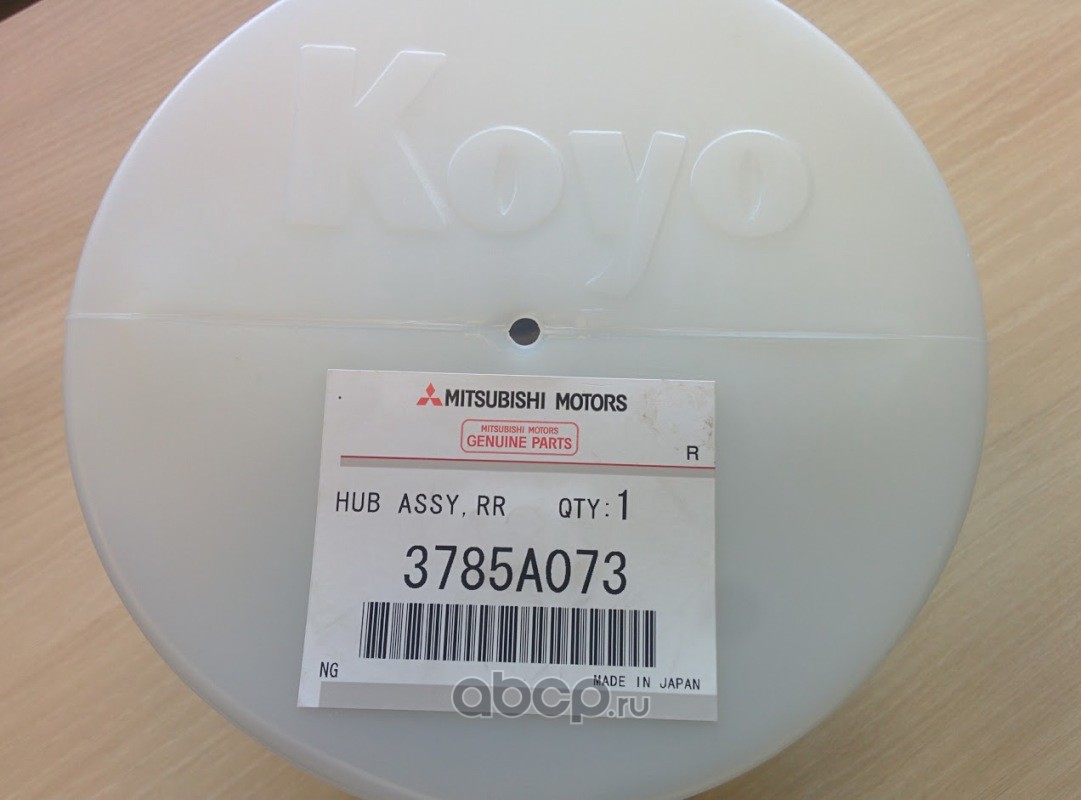 Koyo
MITSUBISHI MOTORS
MITSUBISHI MOTORS
GENUINE PARTS
R
HUB ASSY, RR QTY: 1
3785A073
NG
MADE IN JAPAN
abcp.ru